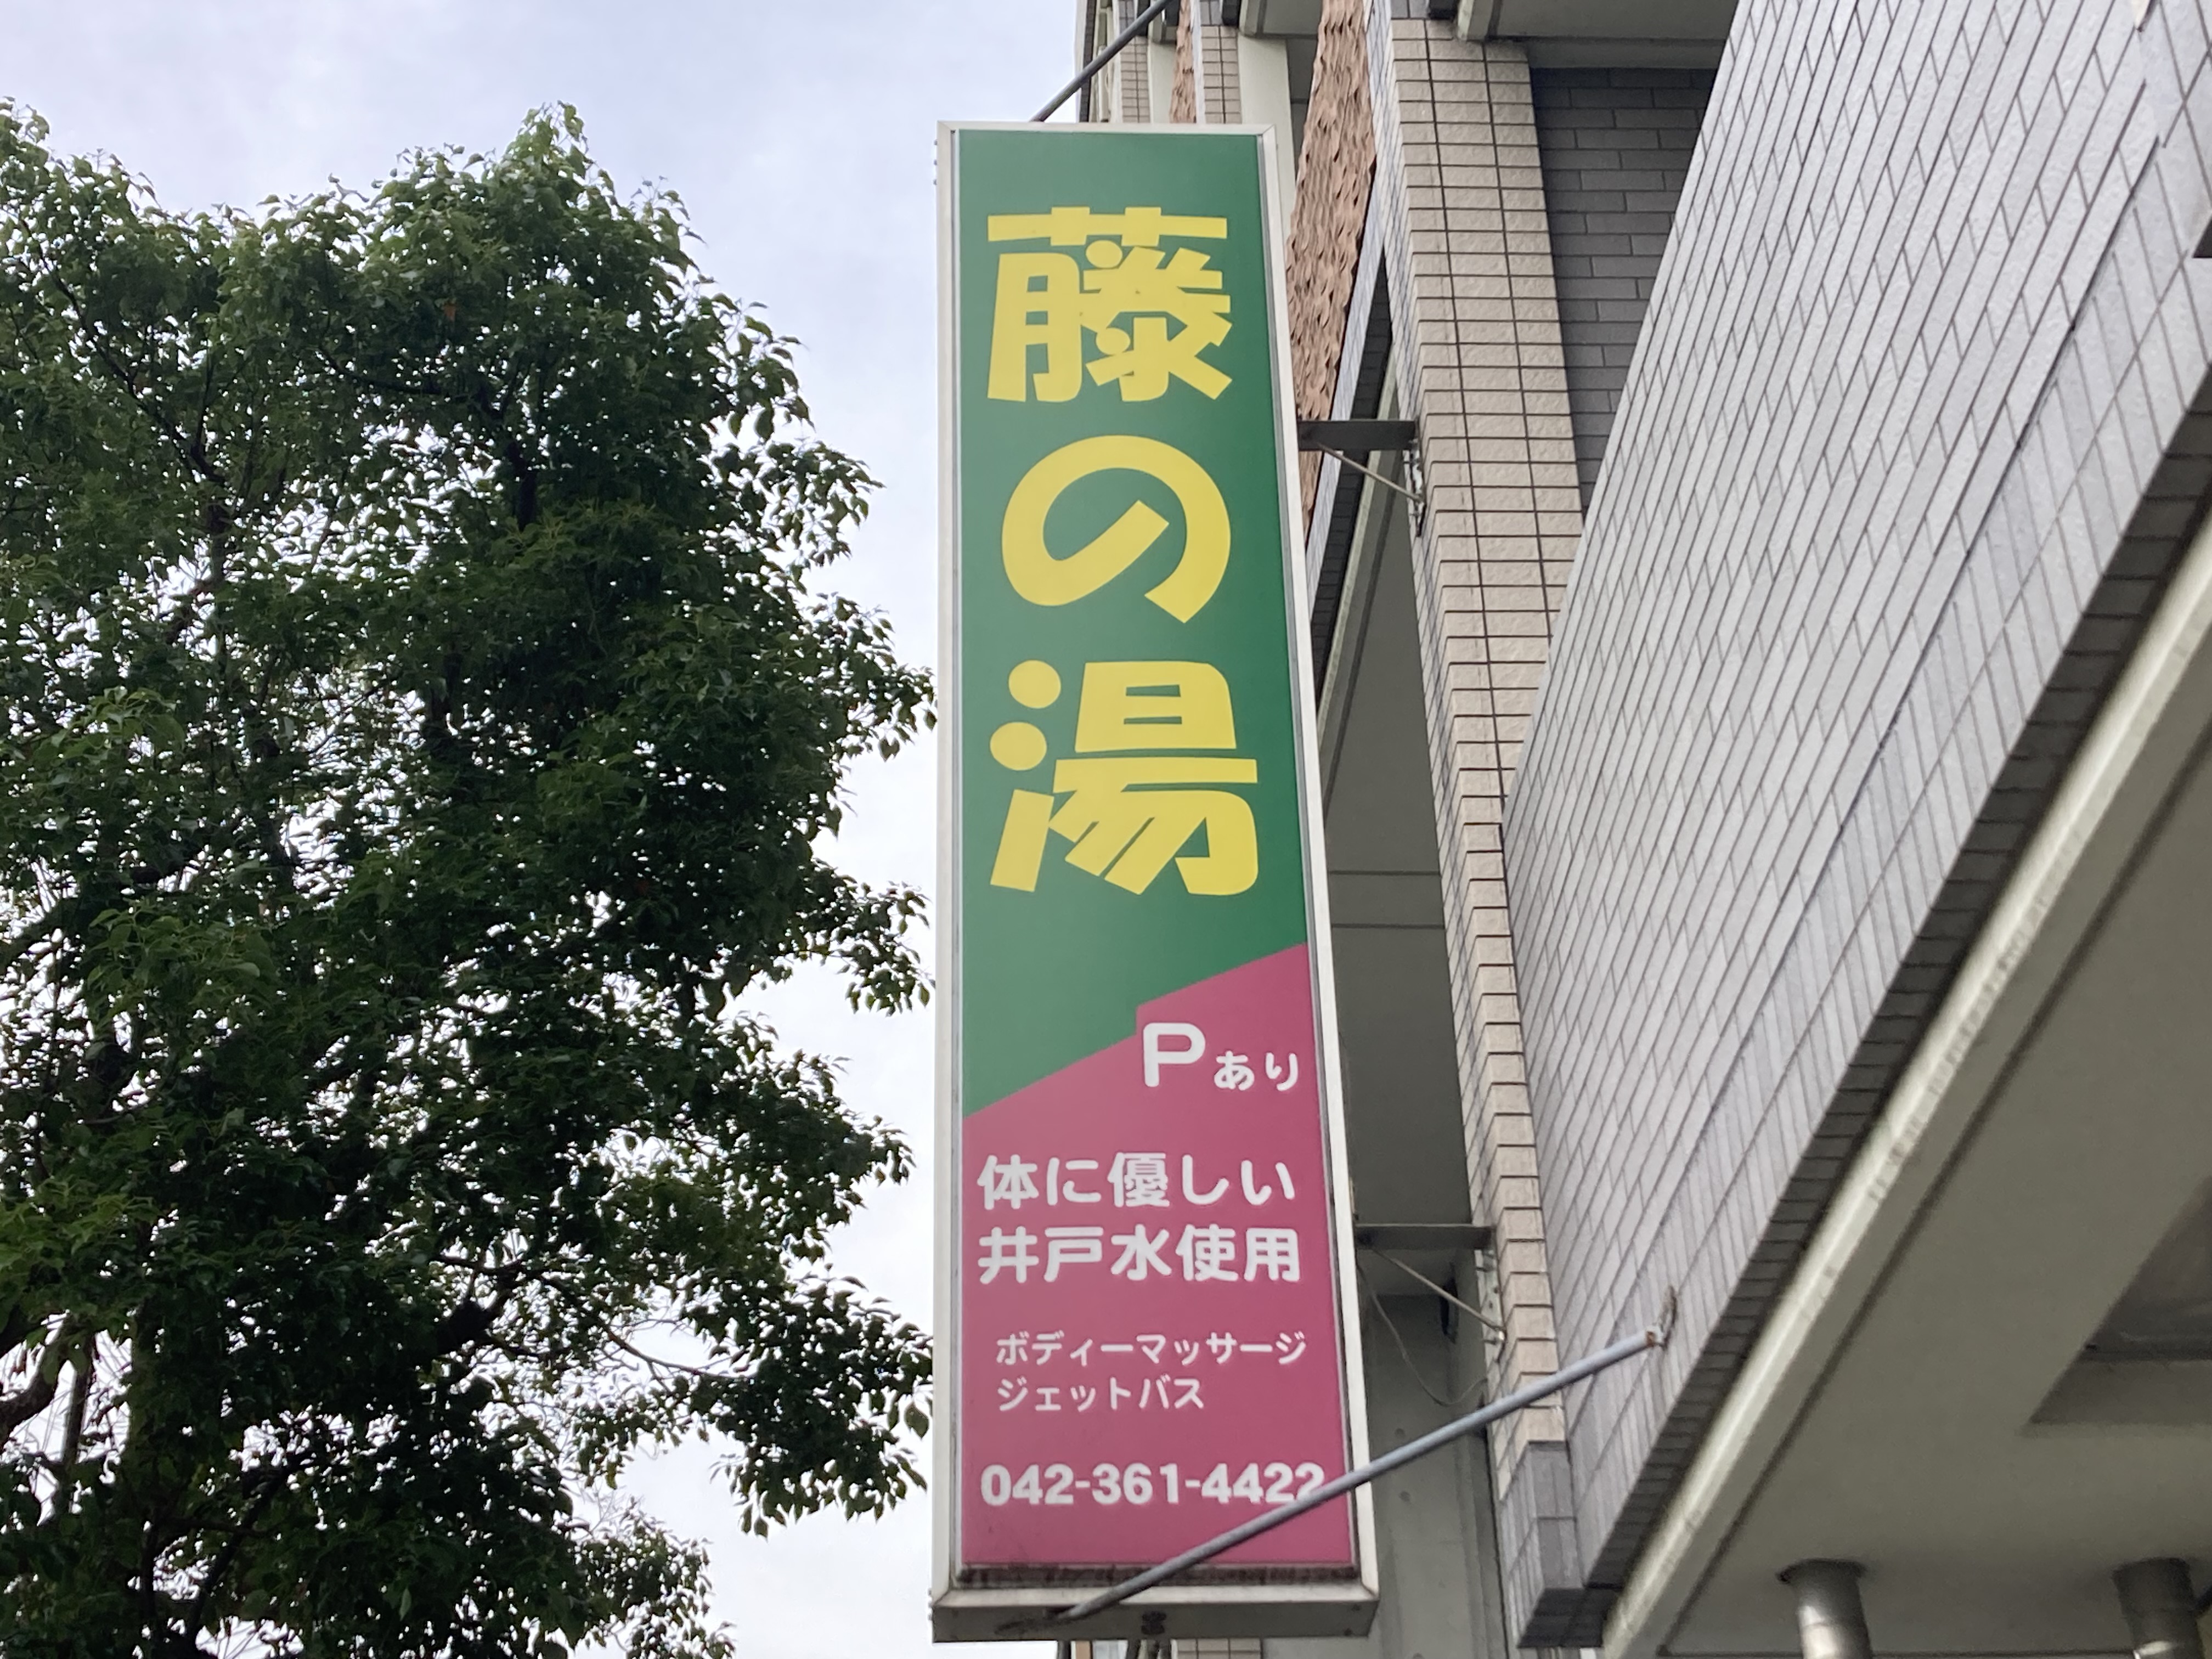 藤の湯
Pあり
体に優しい
井戸水使用
ボディーマッサージ
ジェットバス
042-361-4422